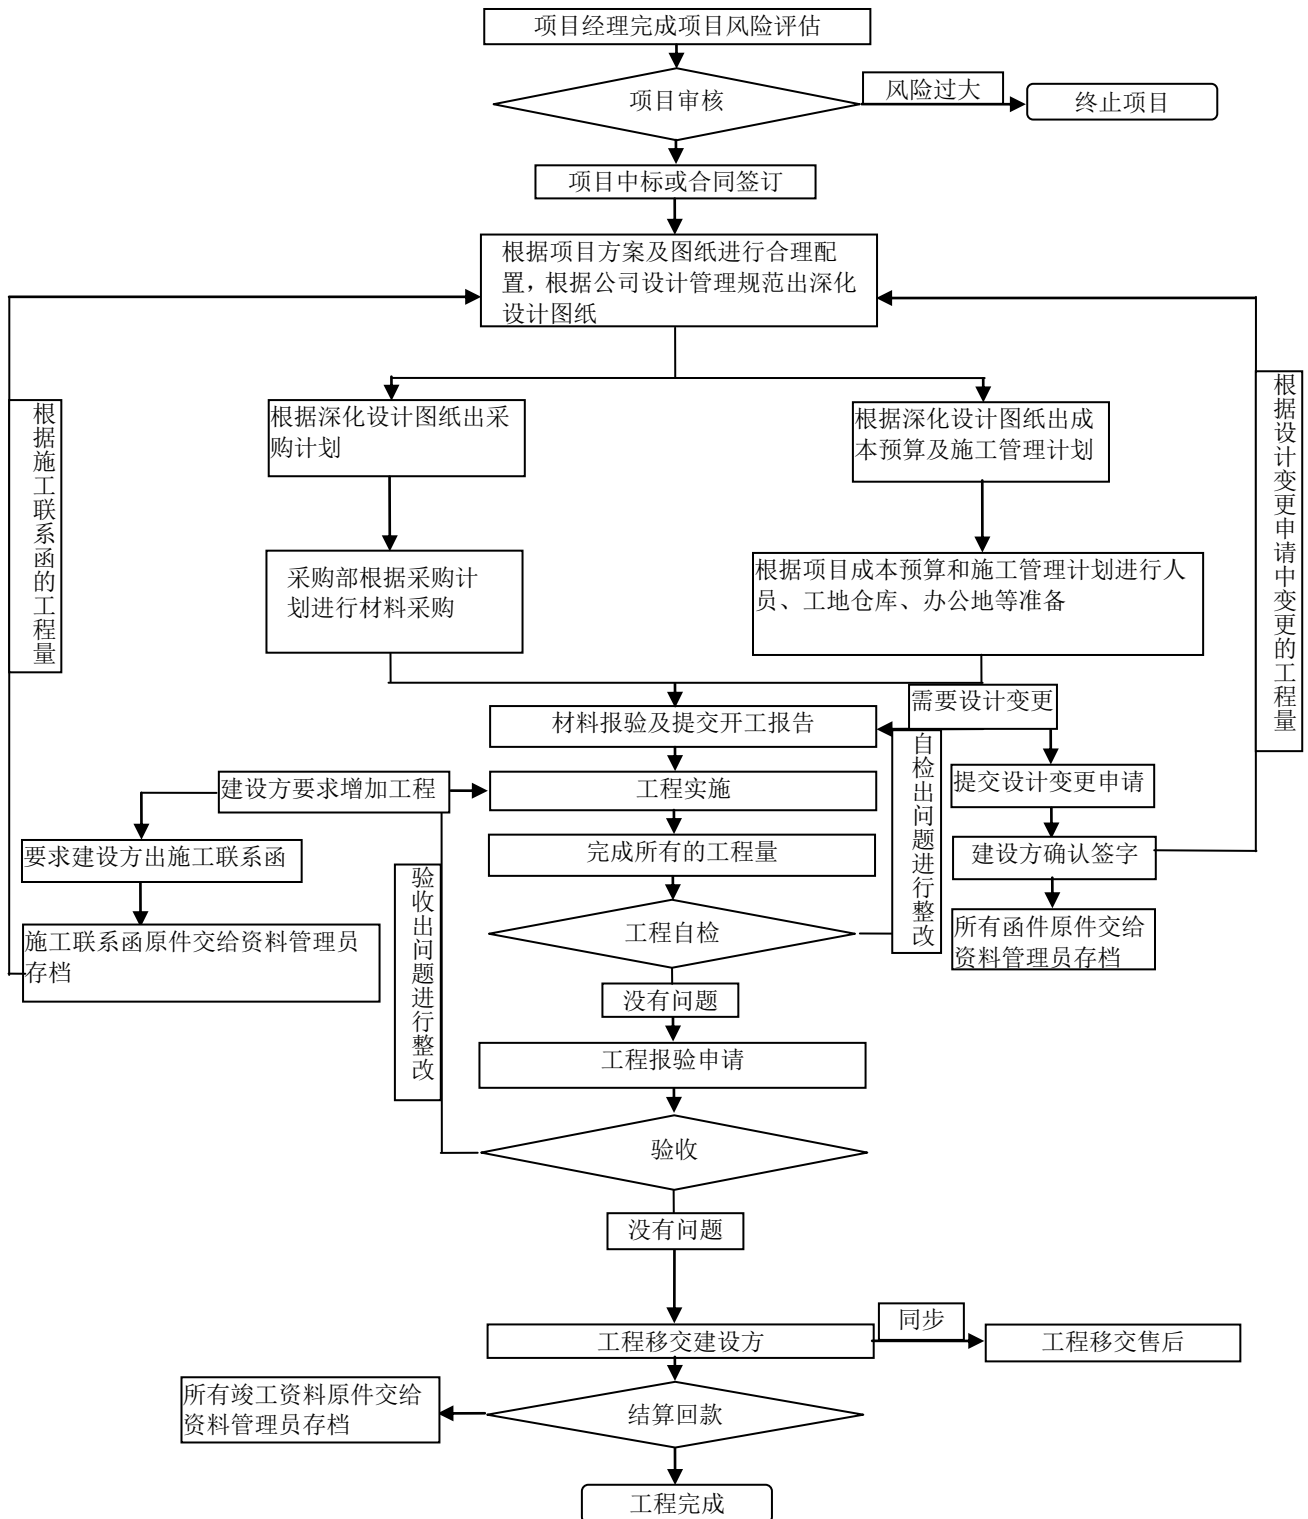 项目经理完成项目风险评估
项目审核
风险过大
终止项目
项目中标或合同签订
根据项目方案及图纸进行合理配
置，根据公司设计管理规范出深化
设计图纸
根据施工联系函的工程量
根据深化设计图纸出采
购计划
根据深化设计图纸出成
本预算及施工管理计划
根据设计变更申请中变更的工程量
采购部根据采购计
划进行材料采购
根据项目成本预算和施工管理计划进行人
员、工地仓库、办公地等准备
需要设计变更
材料报验及提交开工报告
自检出问题进行整改
建设方要求增加工程
工程实施
提交设计变更申请
要求建设方出施工联系函
完成所有的工程量
建设方确认签字
验收出问题进行整改
施工联系函原件交给资料管理员
存档
工程自检
所有函件原件交给
资料管理员存档
没有问题
工程报验申请
验收
没有问题
工程移交建设方
同步
工程移交售后
所有竣工资料原件交给
资料管理员存档
结算回款
工程完成